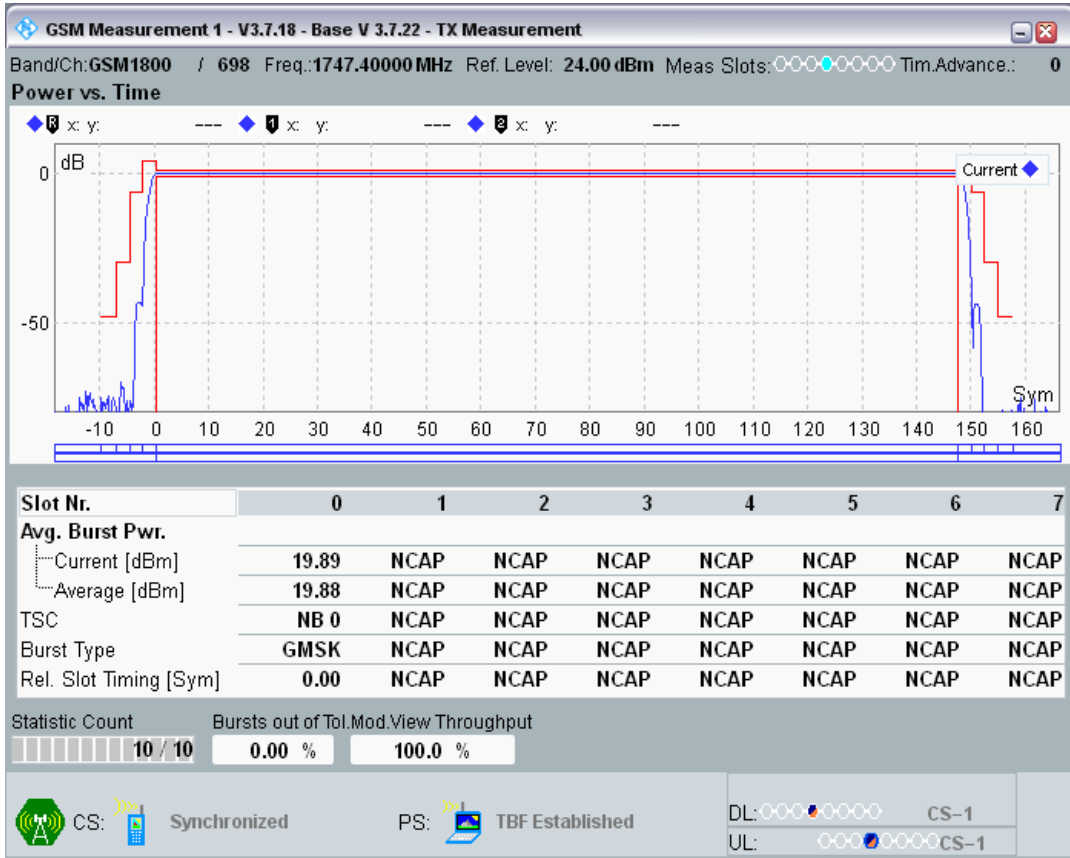 GSM Measurement 1 - V3.7.18 - Base V 3.7.22 - TX Measurement
Band/Ch:GSM1800 / 698 Freq.:1747.40000 MHz Ref. Level: 24.00 dBm Meas Slots: Tim.Advance.: 0
Power vs. Time
R x: y: --- 1 x: y: --- 2 x: y: ---
dB
Current
0
-50
Sym
-10 0 10 20 30 40 50 60 70 80 90 100 110 120 130 140 150 160
Slot Nr. 0 1 2 3 4 5 6 7
Avg. Burst Pwr.
Current [dBm] 19.89 NCAP NCAP NCAP NCAP NCAP NCAP NCAP
Average [dBm] 19.88 NCAP NCAP NCAP NCAP NCAP NCAP NCAP
TSC NB 0 NCAP NCAP NCAP NCAP NCAP NCAP NCAP
Burst Type GMSK NCAP NCAP NCAP NCAP NCAP NCAP NCAP
Rel. Slot Timing [Sym] 0.00 NCAP NCAP NCAP NCAP NCAP NCAP NCAP
Statistic Count Bursts out of Tol.Mod.View Throughput
10 / 10 0.00 % 100.0 %
CS: Synchronized PS: TBF Established
DL: CS-1
UL: CS-1